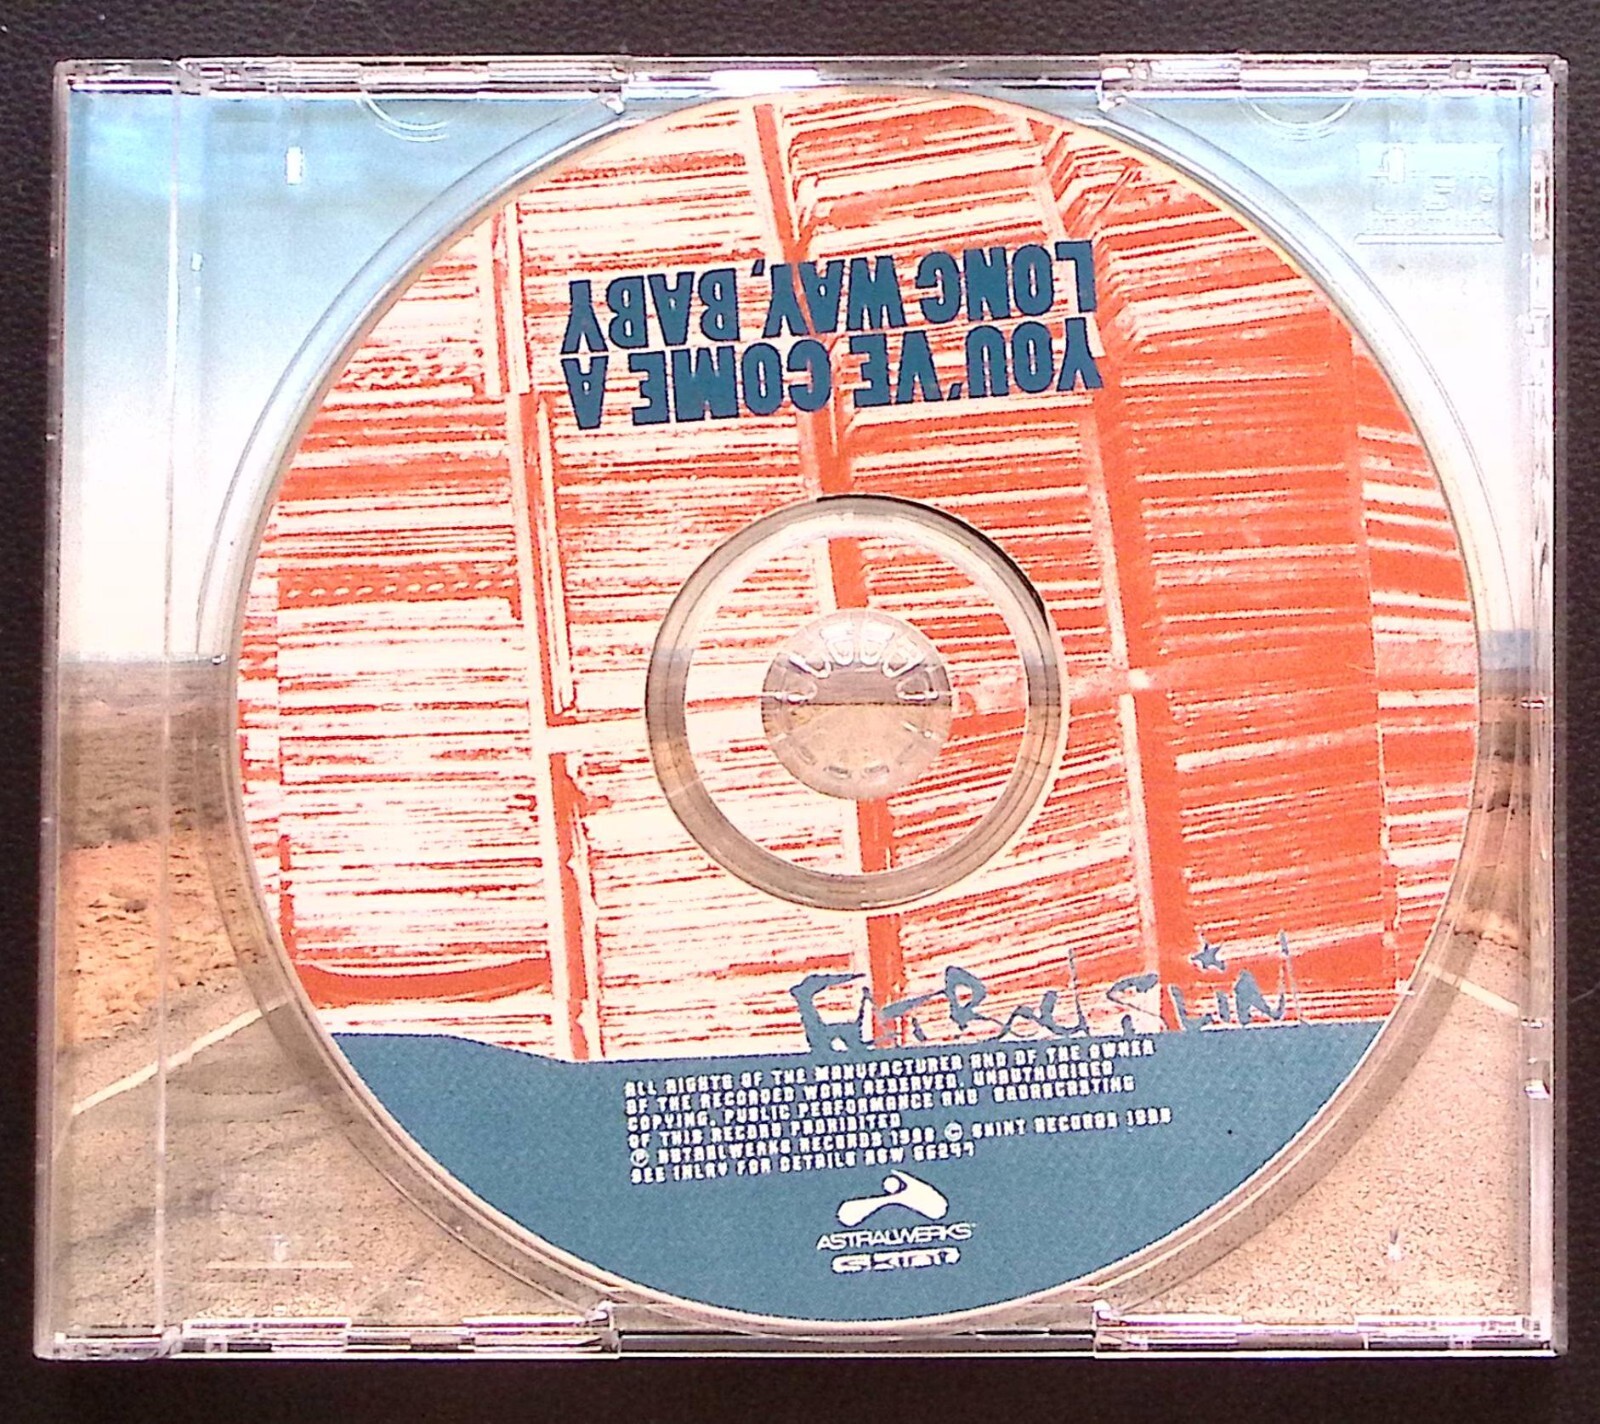 YOU'VE COME A
LONG WAY, BABY
FATBOY SLIM
ALL RIGHTS OF THE MANUFACTURER AND OF THE OWNER
OF THE RECORDED WORK RESERVED. UNAUTHORISED
COPYING, PUBLIC PERFORMANCE AND BROADCASTING
OF THIS RECORD PROHIBITED
℗ ASTRALWERKS RECORDS 1998 © SKINT RECORDS 1998
SEE INLAY FOR DETAILS ASW 66247
ASTRALWERKS